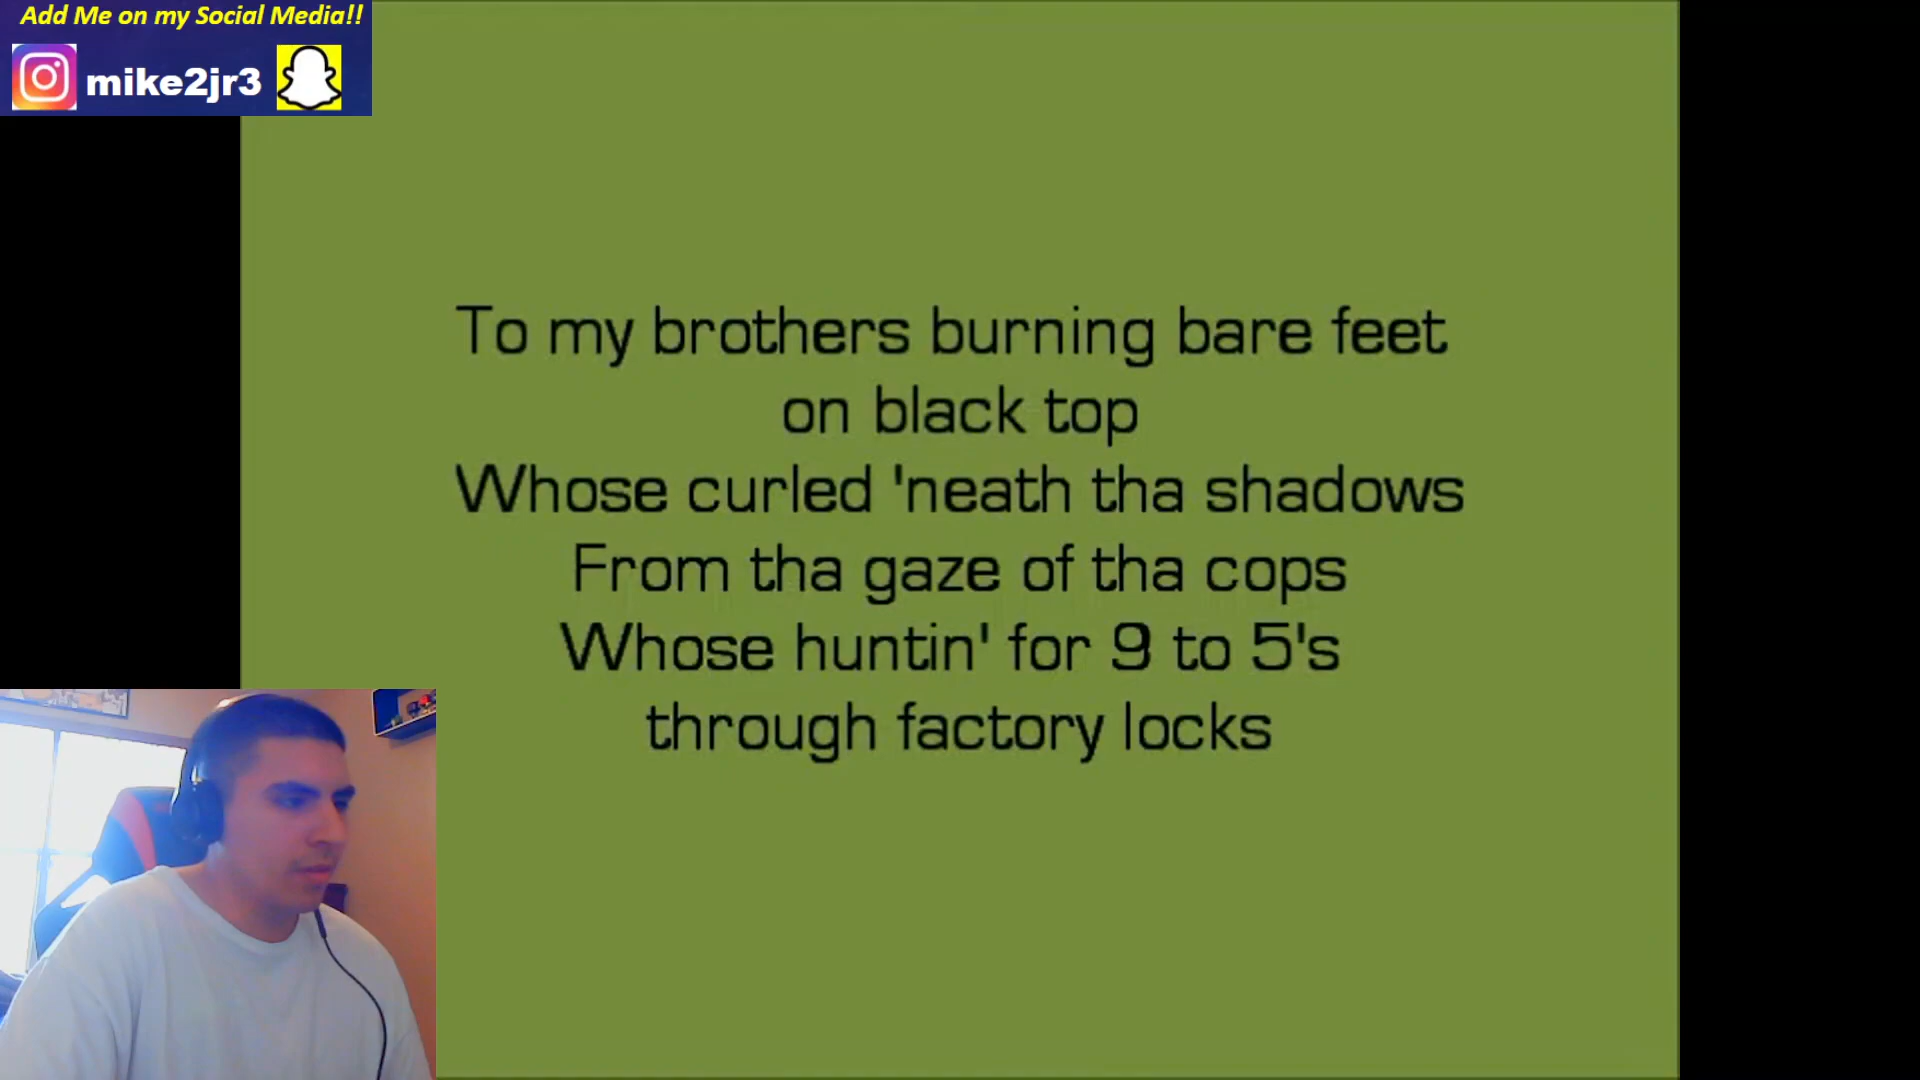 Add Me on my Social Media!!
mike2jr3
To my brothers burning bare feet
on black top
Whose curled 'neath tha shadows
From tha gaze of tha cops
Whose huntin' for 9 to 5's
through factory locks